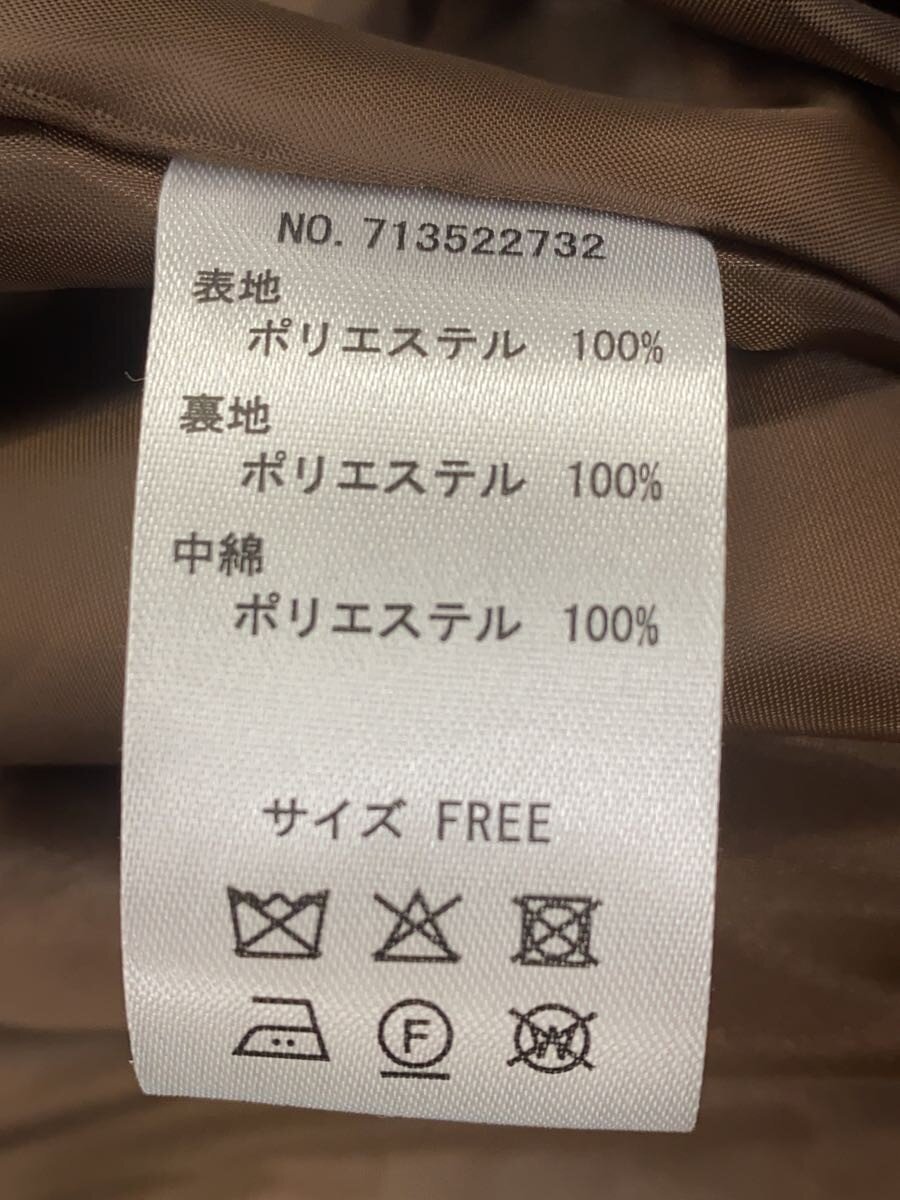 NO. 713522732
表地
ポリエステル 100%
裏地
ポリエステル 100%
中綿
ポリエステル 100%
サイズ FREE
F W